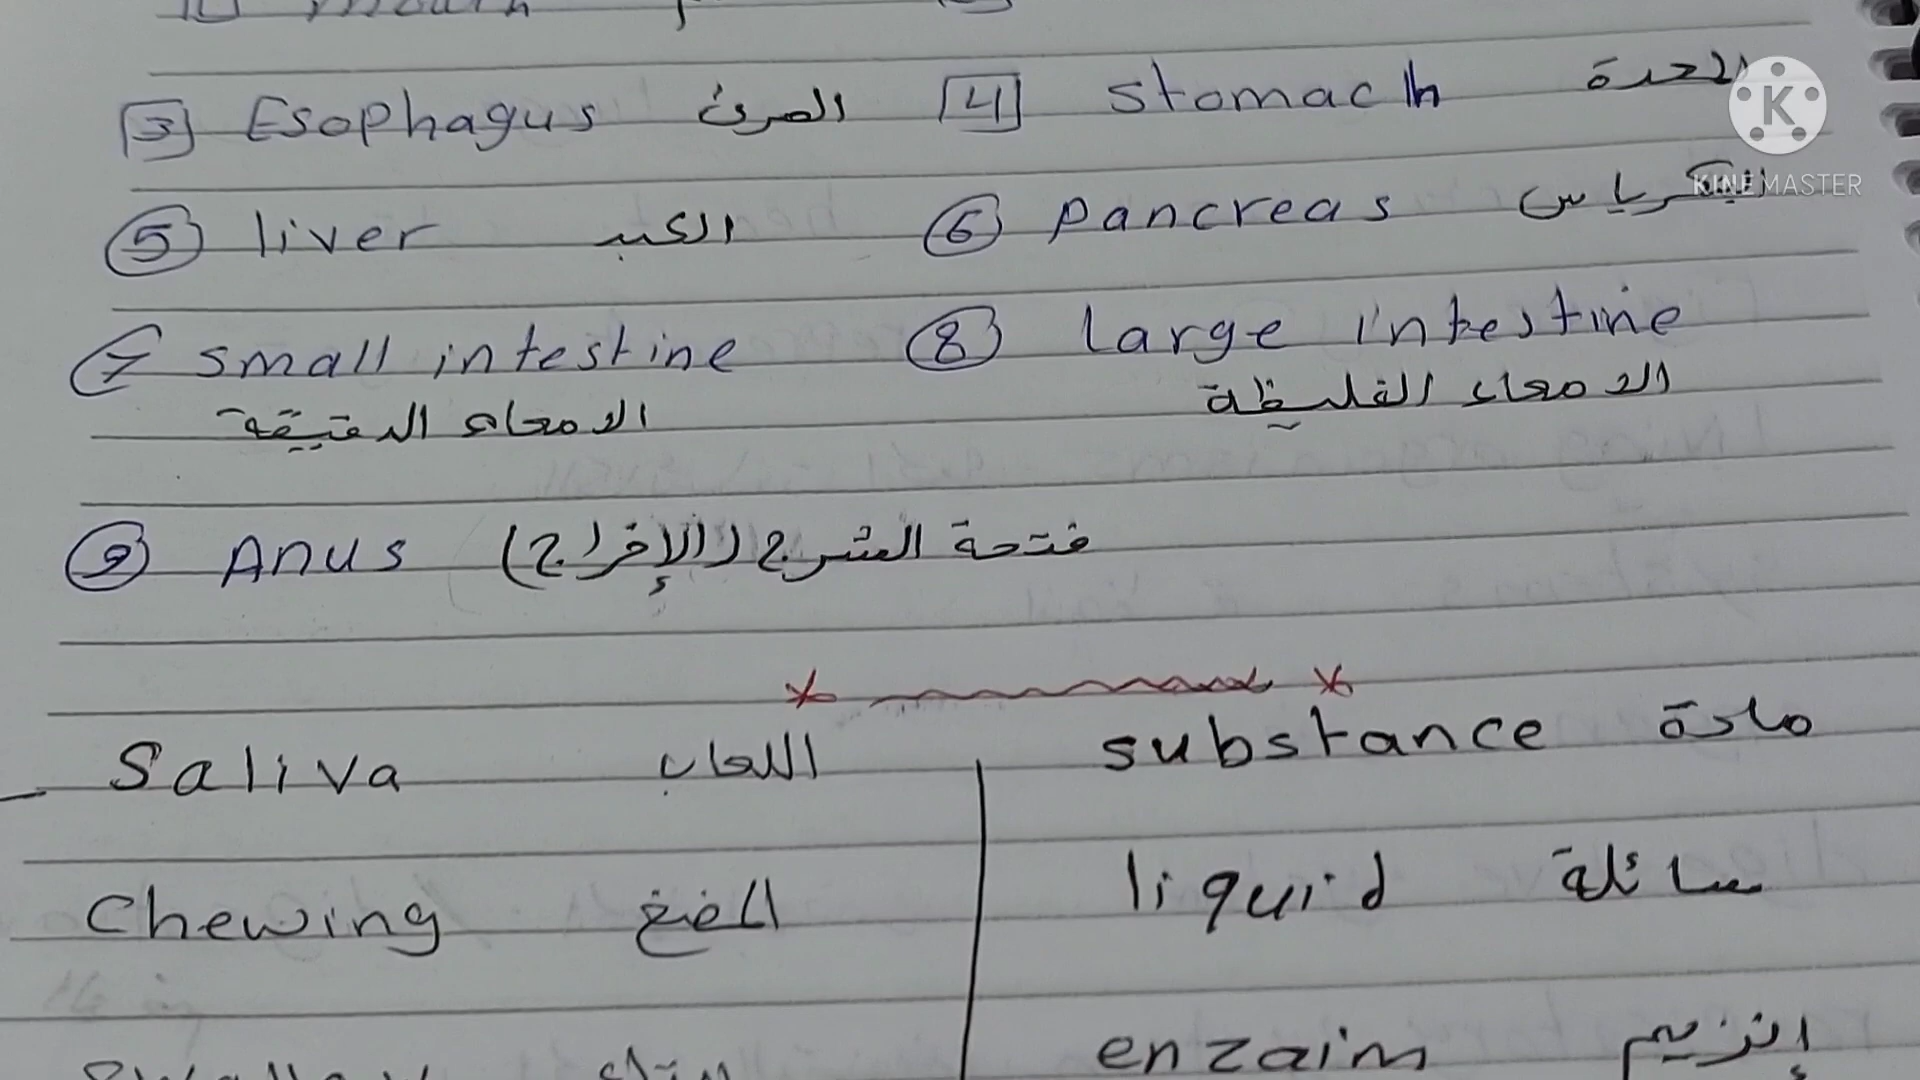 3 Esophagus المرئ 4 stomach المعدة
5 liver الكبد 6 pancreas البنكرياس
7 small intestine 8 large intestine
الامعاء الدقيقة الامعاء الغليظة
9 Anus فتحة الشرج (الإخراج)
Saliva اللعاب substance مادة
Chewing المضغ liquid سائلة
enzaim إنزيم
K
KINEMASTER